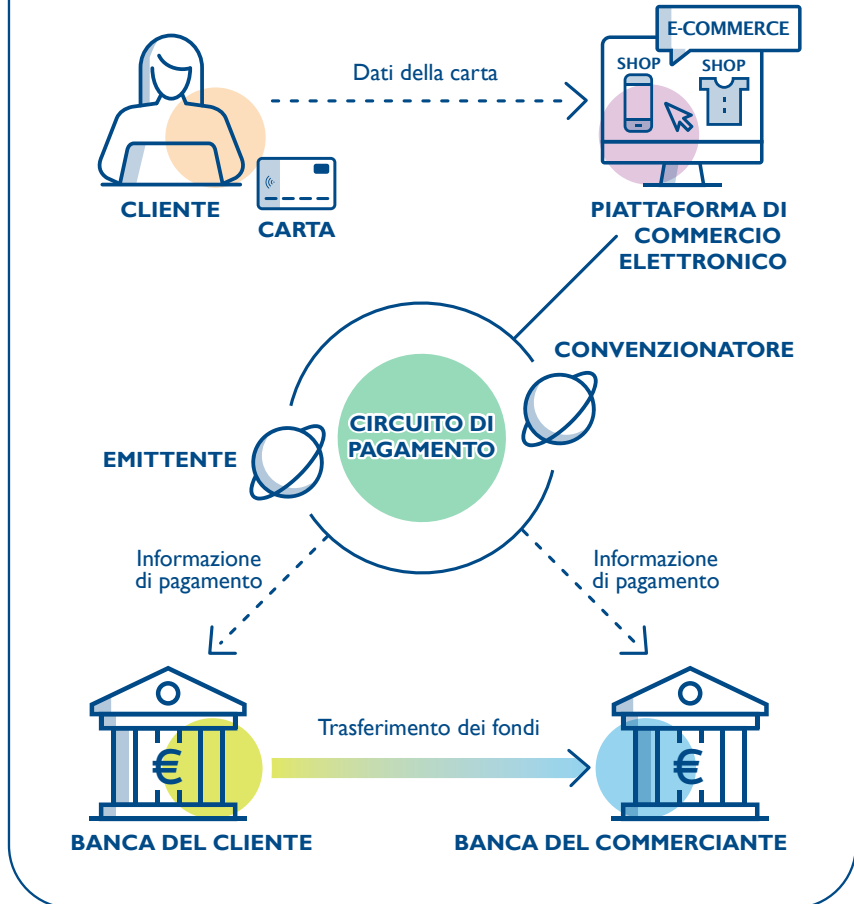 E-COMMERCE
SHOP
SHOP
Dati della carta
CLIENTE
CARTA
PIATTAFORMA DI
COMMERCIO
ELETTRONICO
CONVENZIONATORE
CIRCUITO DI
PAGAMENTO
EMITTENTE
Informazione
di pagamento
Informazione
di pagamento
Trasferimento dei fondi
€
€
BANCA DEL CLIENTE
BANCA DEL COMMERCIANTE